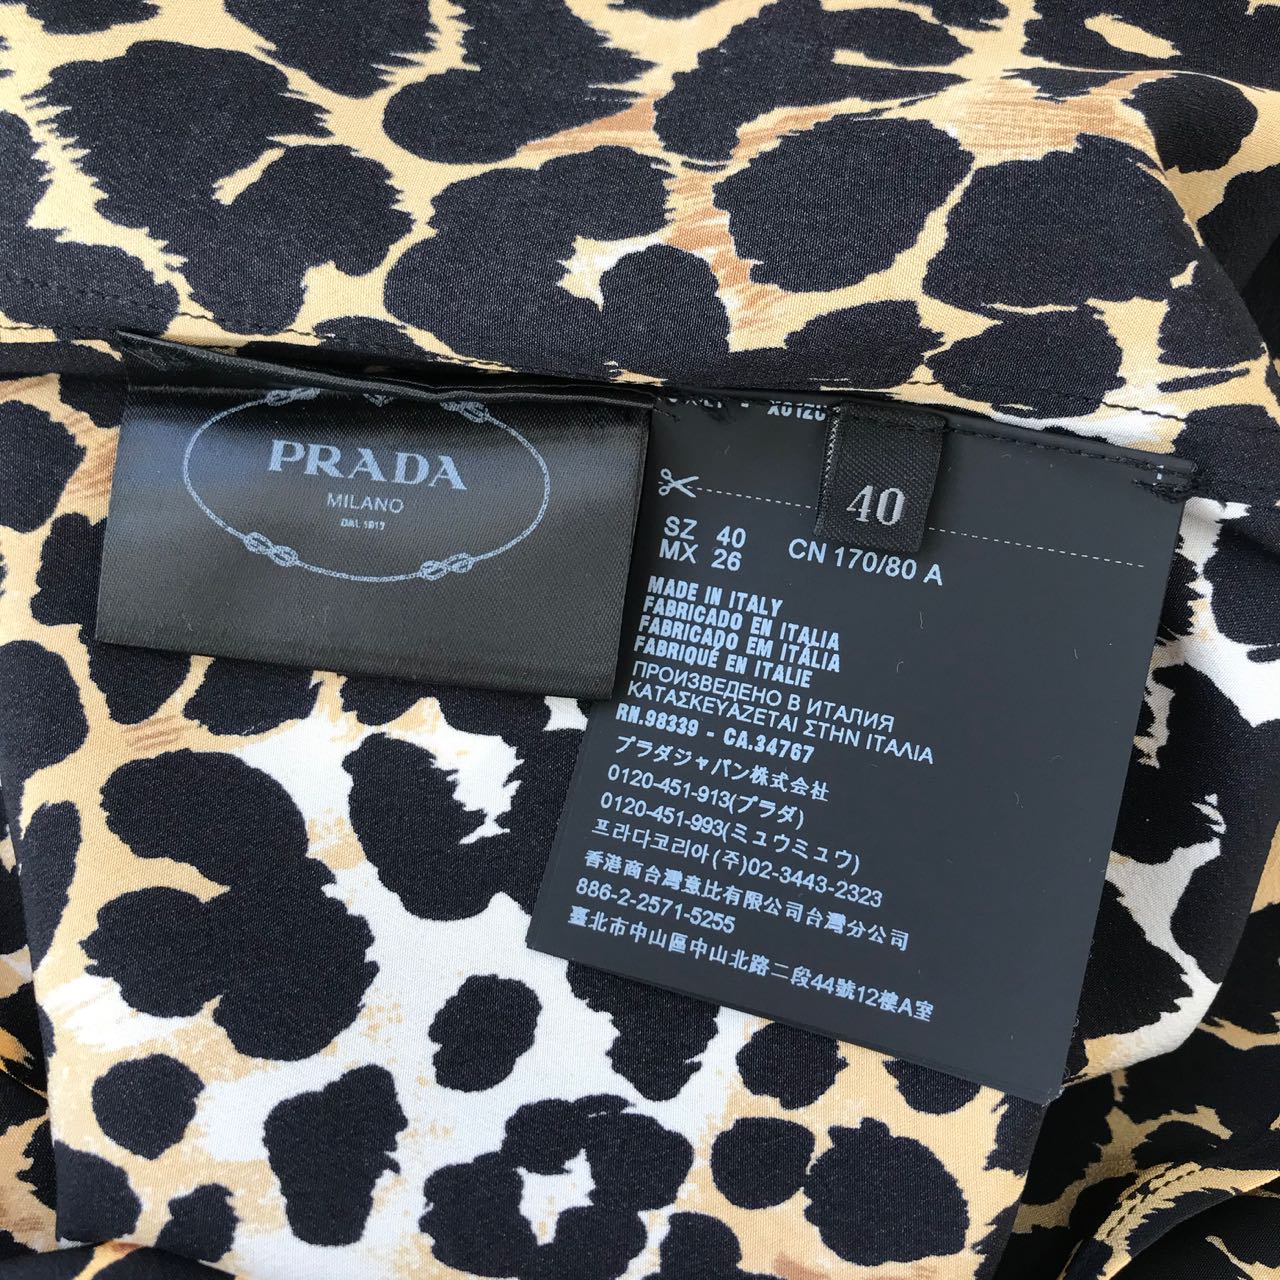 PRADA
MILANO
DAL 1913
40
SZ 40 CN 170/80 A
MX 26
MADE IN ITALY
FABRICADO EN ITALIA
FABRICADO EM ITÁLIA
FABRIQUÉ EN ITALIE
ПРОИЗВЕДЕНО В ИТАЛИЯ
ΚΑΤΑΣΚΕΥΑΖΕΤΑΙ ΣΤΗΝ ΙΤΑΛΙΑ
RN.98339 - CA.34767
プラダジャパン株式会社
0120-451-913(プラダ)
0120-451-993(ミュウミュウ)
프라다코리아(주)02-3443-2323
香港商台灣意比有限公司台灣分公司
886-2-2571-5255
臺北市中山區中山北路二段44號12樓A室